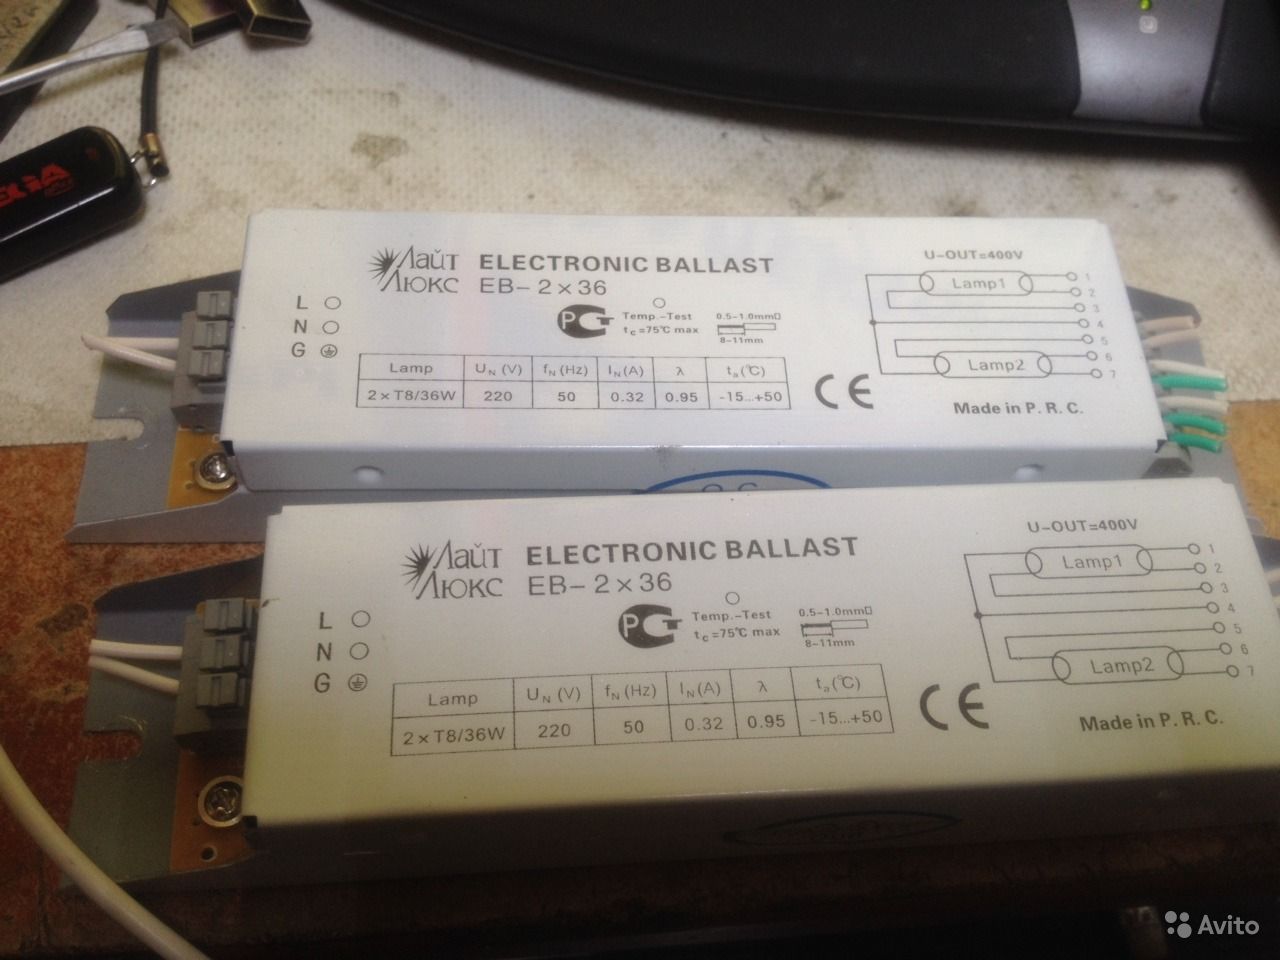 U-OUT=400V
Лайт ELECTRONIC BALLAST
Люкс EB-2×36
Lamp1 1
2
L
Temp.-Test 0.5-1.0mm
3
N
PCT tc=75℃ max
4
8-11mm
5
G
Lamp UN (V) fN (Hz) IN (A) λ ta(℃)
Lamp2 6
7
2×T8/36W 220 50 0.32 0.95 -15...+50
CE
Made in P. R. C.
U-OUT=400V
Лайт ELECTRONIC BALLAST
Люкс EB-2×36
Lamp1 1
2
3
L
Temp.-Test 0.5-1.0mm
4
N
PCT tc=75℃ max
5
8-11mm
G
Lamp2 6
7
Lamp UN (V) fN (Hz) IN (A) λ ta(℃)
2×T8/36W 220 50 0.32 0.95 -15...+50
CE
Made in P. R. C.
Avito